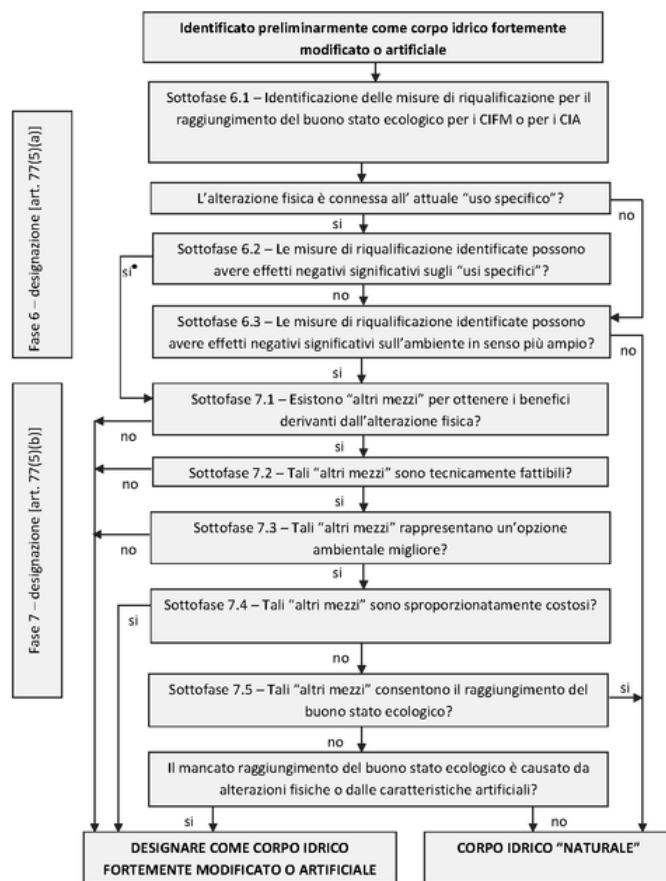 Identificato preliminarmente come corpo idrico fortemente
modificato o artificiale
Sottofase 6.1 – Identificazione delle misure di riqualificazione per il
raggiungimento del buono stato ecologico per i CIFM o per i CIA
Fase 6 – designazione [art. 77(5)(a)]
L'alterazione fisica è connessa all' attuale "uso specifico"?
no
si
Sottofase 6.2 – Le misure di riqualificazione identificate possono
avere effetti negativi significativi sugli "usi specifici"?
si*
no
Sottofase 6.3 – Le misure di riqualificazione identificate possono
avere effetti negativi significativi sull'ambiente in senso più ampio?
no
si
Fase 7 – designazione [art. 77(5)(b)]
Sottofase 7.1 – Esistono "altri mezzi" per ottenere i benefici
derivanti dall'alterazione fisica?
no
si
Sottofase 7.2 – Tali "altri mezzi" sono tecnicamente fattibili?
no
si
Sottofase 7.3 – Tali "altri mezzi" rappresentano un'opzione
ambientale migliore?
no
si
Sottofase 7.4 – Tali "altri mezzi" sono sproporzionatamente costosi?
si
no
Sottofase 7.5 – Tali "altri mezzi" consentono il raggiungimento del
buono stato ecologico?
si
no
Il mancato raggiungimento del buono stato ecologico è causato da
alterazioni fisiche o dalle caratteristiche artificiali?
si
no
DESIGNARE COME CORPO IDRICO
FORTEMENTE MODIFICATO O ARTIFICIALE
CORPO IDRICO "NATURALE"